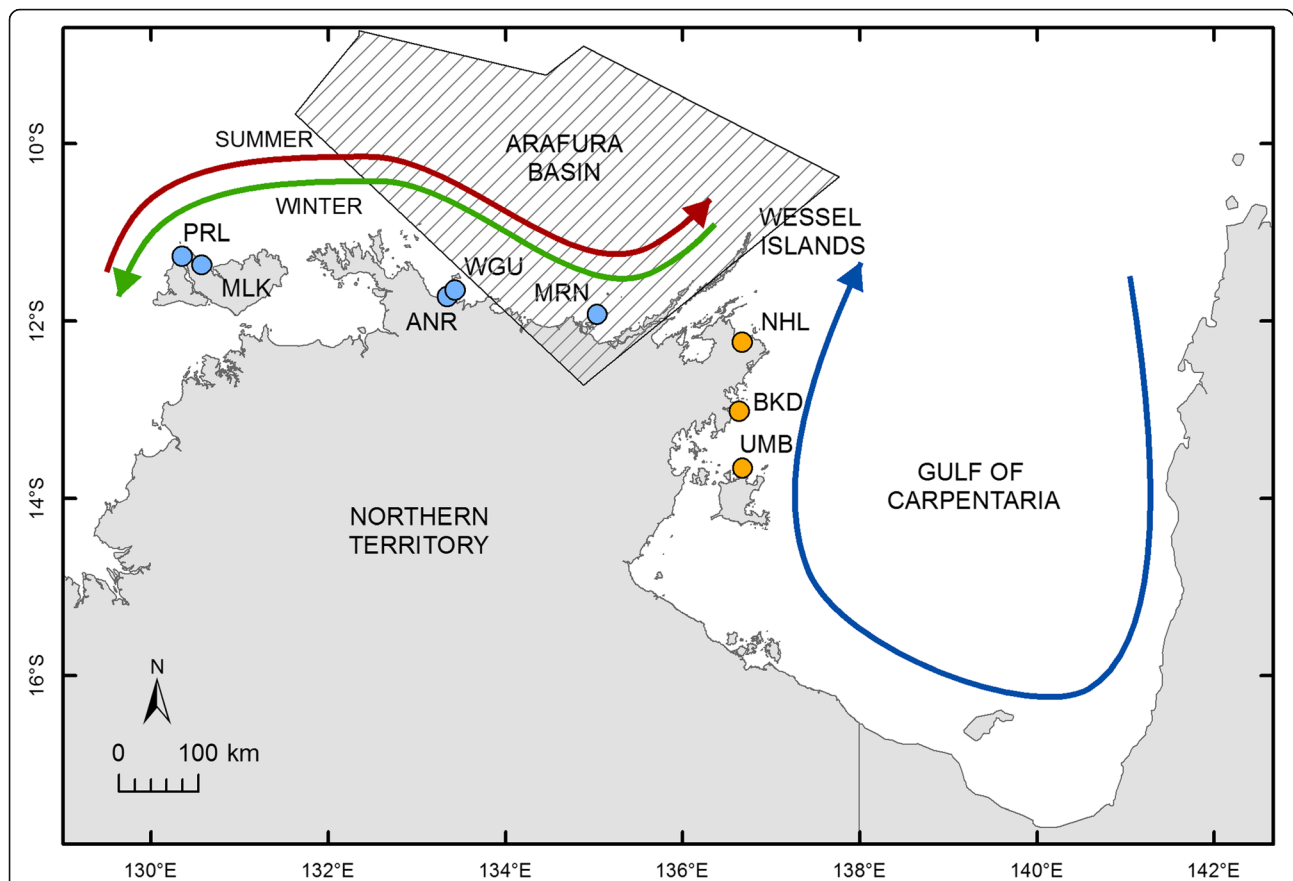 10°S
12°S
14°S
16°S
SUMMER
WINTER
ARAFURA
BASIN
WESSEL
ISLANDS
PRL
MLK
WGU
ANR
MRN
NHL
BKD
UMB
GULF OF
CARPENTARIA
NORTHERN
TERRITORY
N
0 100 km
130°E 132°E 134°E 136°E 138°E 140°E 142°E